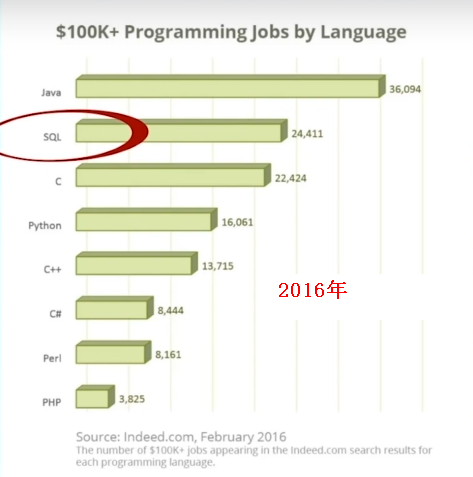 $100K+ Programming Jobs by Language
Java 36,094
SQL 24,411
C 22,424
Python 16,061
C++ 13,715
2016年
C# 8,444
Perl 8,161
PHP 3,825
Source: Indeed.com, February 2016
The number of $100K+ jobs appearing in the Indeed.com search results for
each programming language.